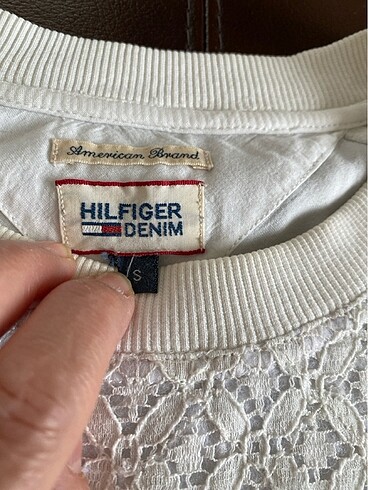 American Brand
HILFIGER
DENIM
S